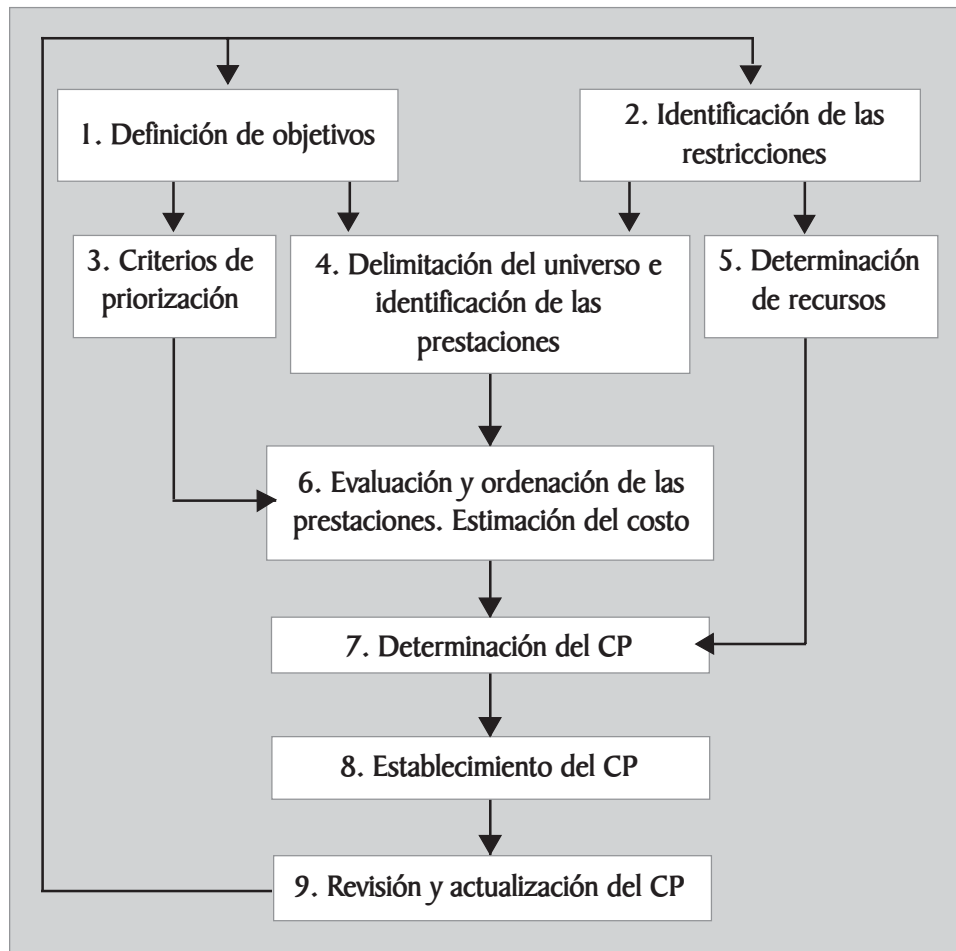 1. Definición de objetivos
2. Identificación de las
restricciones
3. Criterios de
priorización
4. Delimitación del universo e
identificación de las
prestaciones
5. Determinación
de recursos
6. Evaluación y ordenación de las
prestaciones. Estimación del costo
7. Determinación del CP
8. Establecimiento del CP
9. Revisión y actualización del CP